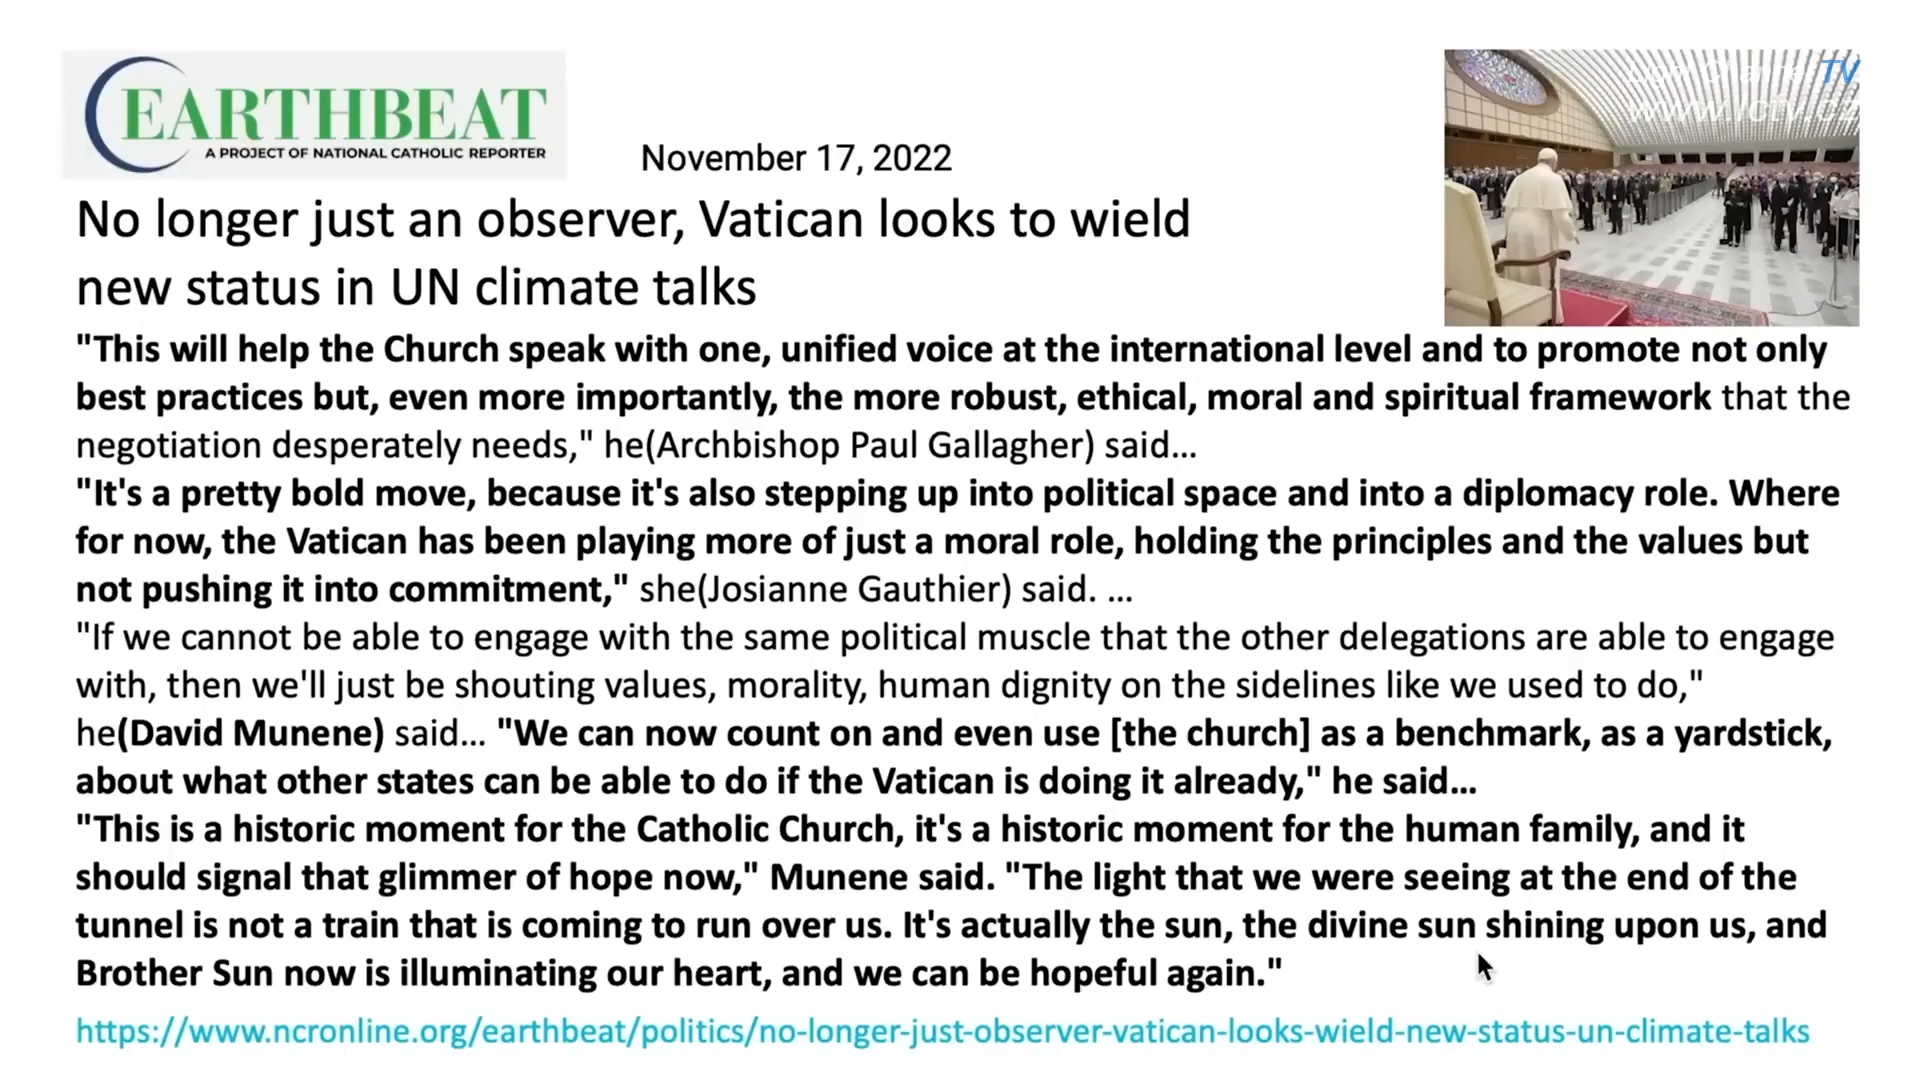 EARTHBEAT
A PROJECT OF NATIONAL CATHOLIC REPORTER
TV
www.lctv.cz
November 17, 2022
No longer just an observer, Vatican looks to wield
new status in UN climate talks
"This will help the Church speak with one, unified voice at the international level and to promote not only
best practices but, even more importantly, the more robust, ethical, moral and spiritual framework that the
negotiation desperately needs," he(Archbishop Paul Gallagher) said...
"It's a pretty bold move, because it's also stepping up into political space and into a diplomacy role. Where
for now, the Vatican has been playing more of just a moral role, holding the principles and the values but
not pushing it into commitment," she(Josianne Gauthier) said. ...
"If we cannot be able to engage with the same political muscle that the other delegations are able to engage
with, then we'll just be shouting values, morality, human dignity on the sidelines like we used to do,"
he(David Munene) said... "We can now count on and even use [the church] as a benchmark, as a yardstick,
about what other states can be able to do if the Vatican is doing it already," he said...
"This is a historic moment for the Catholic Church, it's a historic moment for the human family, and it
should signal that glimmer of hope now," Munene said. "The light that we were seeing at the end of the
tunnel is not a train that is coming to run over us. It's actually the sun, the divine sun shining upon us, and
Brother Sun now is illuminating our heart, and we can be hopeful again."
https://www.ncronline.org/earthbeat/politics/no-longer-just-observer-vatican-looks-wield-new-status-un-climate-talks